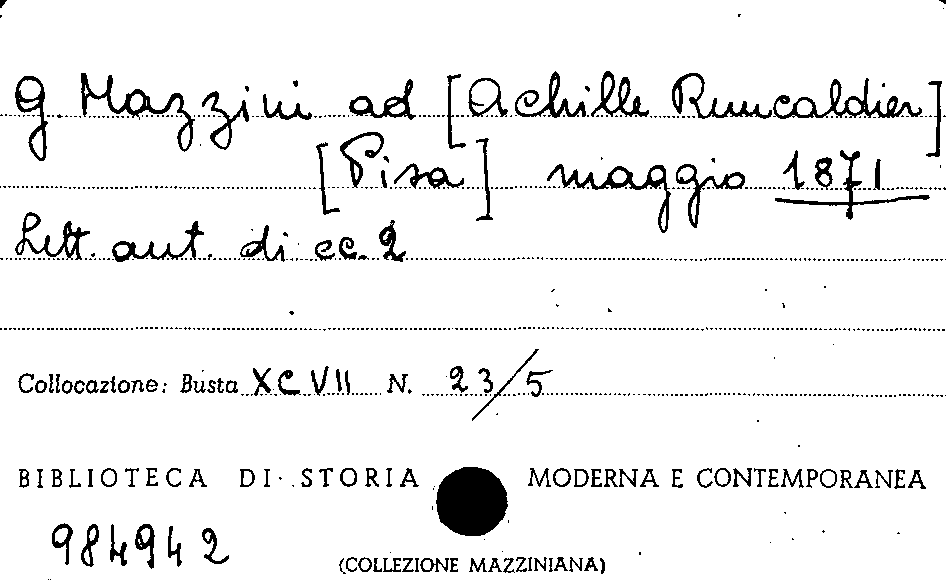 G. Mazzini ad [Achille Runcaldier]
[Pisa] maggio 1871
Lett. aut. di cc. 2
Collocazione: Busta XCVII N. 23/5
BIBLIOTECA DI STORIA MODERNA E CONTEMPORANEA
984942
(COLLEZIONE MAZZINIANA)